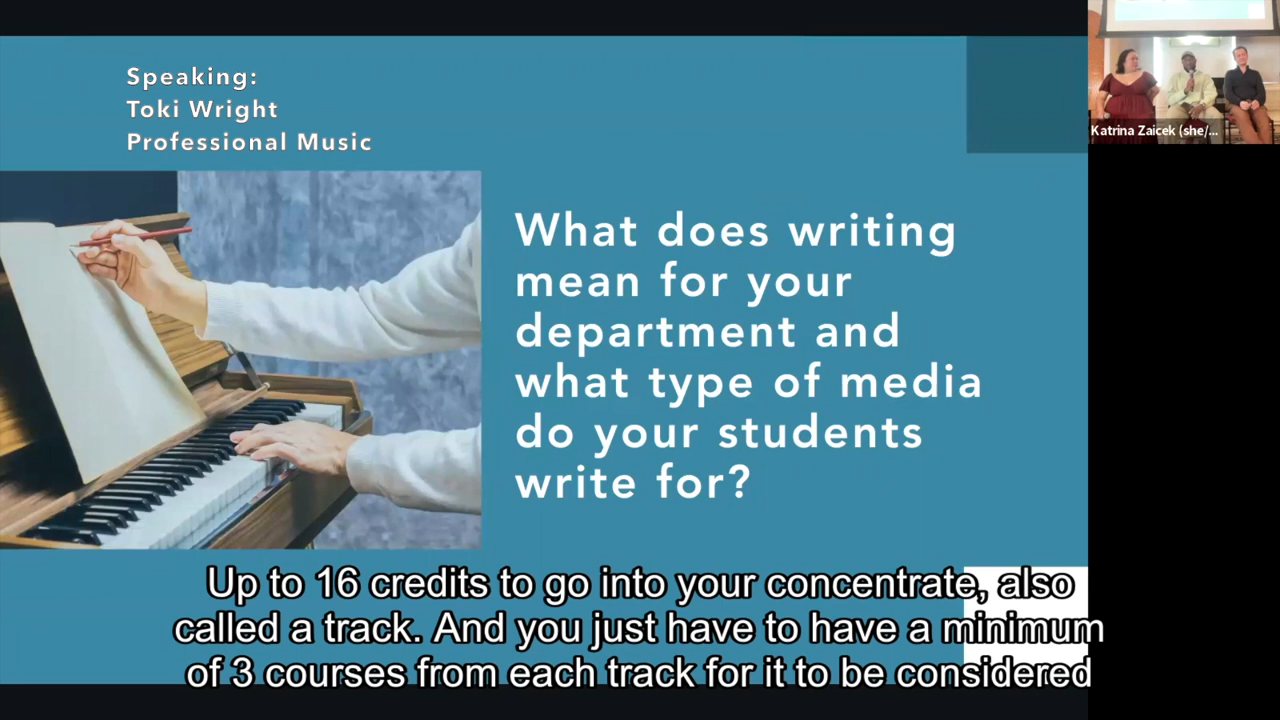 Speaking:
Toki Wright
Professional Music
Katrina Zaicek (she/...
What does writing
mean for your
department and
what type of media
do your students
write for?
Up to 16 credits to go into your concentrate, also
called a track. And you just have to have a minimum
of 3 courses from each track for it to be considered